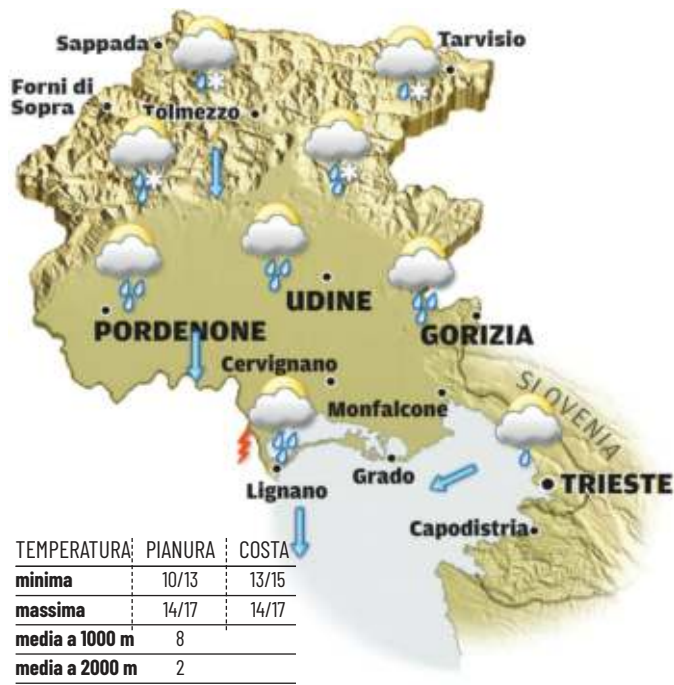 Sappada
Tarvisio
Forni di
Sopra
Tolmezzo
UDINE
PORDENONE
GORIZIA
Cervignano
SLOVENIA
Monfalcone
Grado
Lignano
TRIESTE
Capodistria
TEMPERATURA PIANURA COSTA
minima 10/13 13/15
massima 14/17 14/17
media a 1000 m 8
media a 2000 m 2